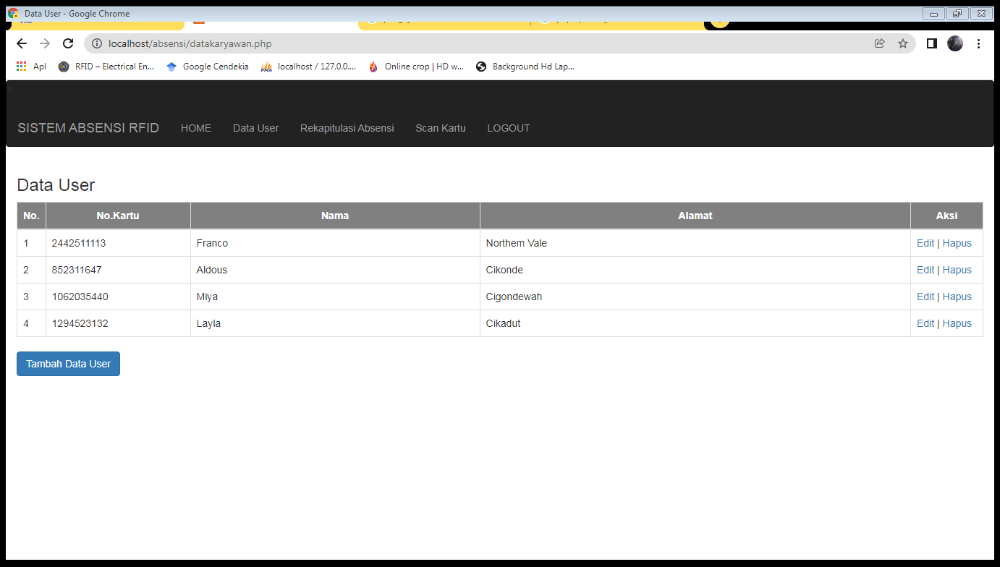 Data User - Google Chrome
localhost/absensi/datakaryawan.php
Apl RFID – Electrical En... Google Cendekia PMA localhost / 127.0.0.... Online crop | HD w... Background Hd Lap...
SISTEM ABSENSI RFID HOME Data User Rekapitulasi Absensi Scan Kartu LOGOUT
Data User
No. No.Kartu Nama Alamat Aksi
1 2442511113 Franco Northem Vale Edit | Hapus
2 852311647 Aldous Cikonde Edit | Hapus
3 1062035440 Miya Cigondewah Edit | Hapus
4 1294523132 Layla Cikadut Edit | Hapus
Tambah Data User